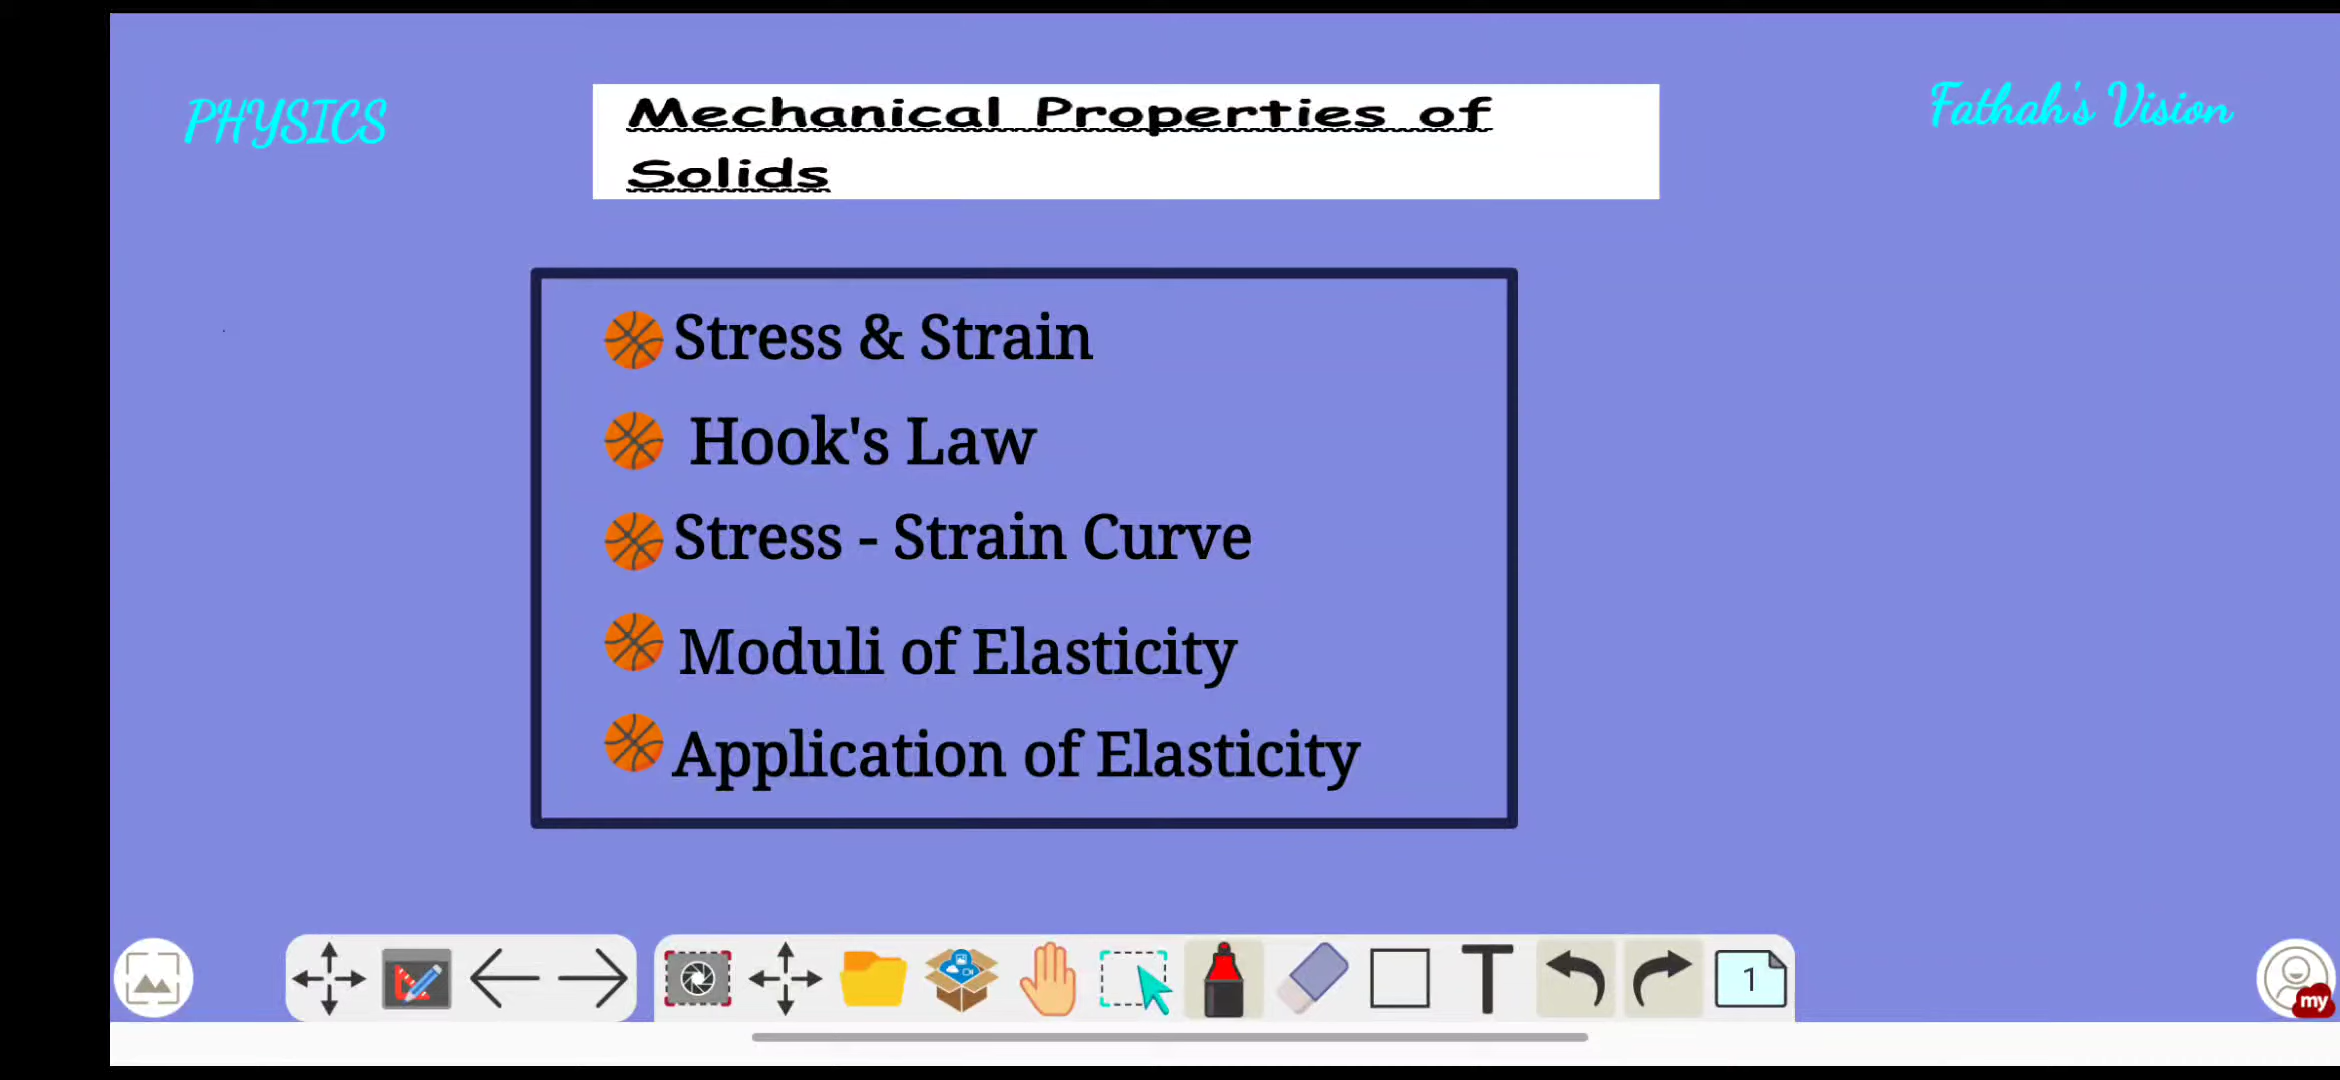 PHYSICS
Mechanical Properties of
Solids
Fathah's Vision
Stress & Strain
Hook's Law
Stress - Strain Curve
Moduli of Elasticity
Application of Elasticity
T
1
my